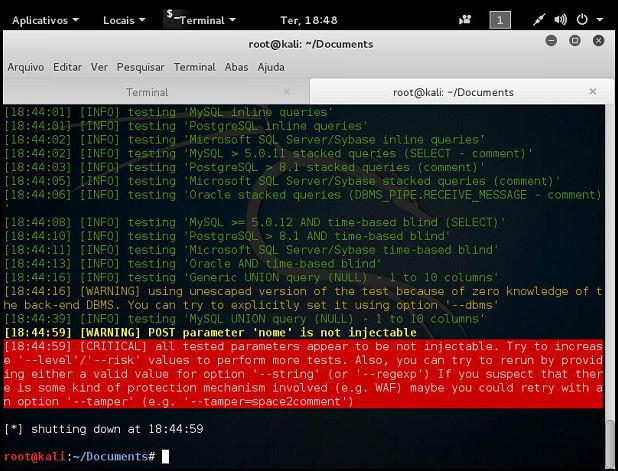 Aplicativos Locais $_ Terminal Ter, 18:48 1
root@kali: ~/Documents
Arquivo Editar Ver Pesquisar Terminal Abas Ajuda
Terminal × root@kali: ~/Documents ×
[18:44:01] [INFO] testing 'MySQL inline queries'
[18:44:01] [INFO] testing 'PostgreSQL inline queries'
[18:44:02] [INFO] testing 'Microsoft SQL Server/Sybase inline queries'
[18:44:02] [INFO] testing 'MySQL > 5.0.11 stacked queries (SELECT - comment)'
[18:44:03] [INFO] testing 'PostgreSQL > 8.1 stacked queries (comment)'
[18:44:05] [INFO] testing 'Microsoft SQL Server/Sybase stacked queries (comment)'
[18:44:06] [INFO] testing 'Oracle stacked queries (DBMS_PIPE.RECEIVE_MESSAGE - comment)
'
[18:44:08] [INFO] testing 'MySQL >= 5.0.12 AND time-based blind (SELECT)'
[18:44:10] [INFO] testing 'PostgreSQL > 8.1 AND time-based blind'
[18:44:11] [INFO] testing 'Microsoft SQL Server/Sybase time-based blind'
[18:44:13] [INFO] testing 'Oracle AND time-based blind'
[18:44:16] [INFO] testing 'Generic UNION query (NULL) - 1 to 10 columns'
[18:44:16] [WARNING] using unescaped version of the test because of zero knowledge of t
he back-end DBMS. You can try to explicitly set it using option '--dbms'
[18:44:39] [INFO] testing 'MySQL UNION query (NULL) - 1 to 10 columns'
[18:44:59] [WARNING] POST parameter 'nome' is not injectable
[18:44:59] [CRITICAL] all tested parameters appear to be not injectable. Try to increas
e '--level'/'--risk' values to perform more tests. Also, you can try to rerun by provid
ing either a valid value for option '--string' (or '--regexp') If you suspect that ther
e is some kind of protection mechanism involved (e.g. WAF) maybe you could retry with a
n option '--tamper' (e.g. '--tamper=space2comment')
[*] shutting down at 18:44:59
root@kali:~/Documents#